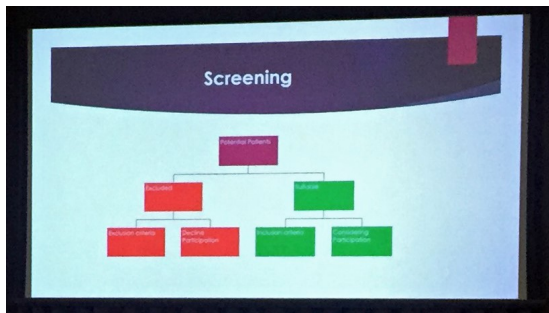 Screening
Potential Patients
Excluded
Suitable
Exclusion criteria
Decline
Participation
Inclusion criteria
Considering
Participation